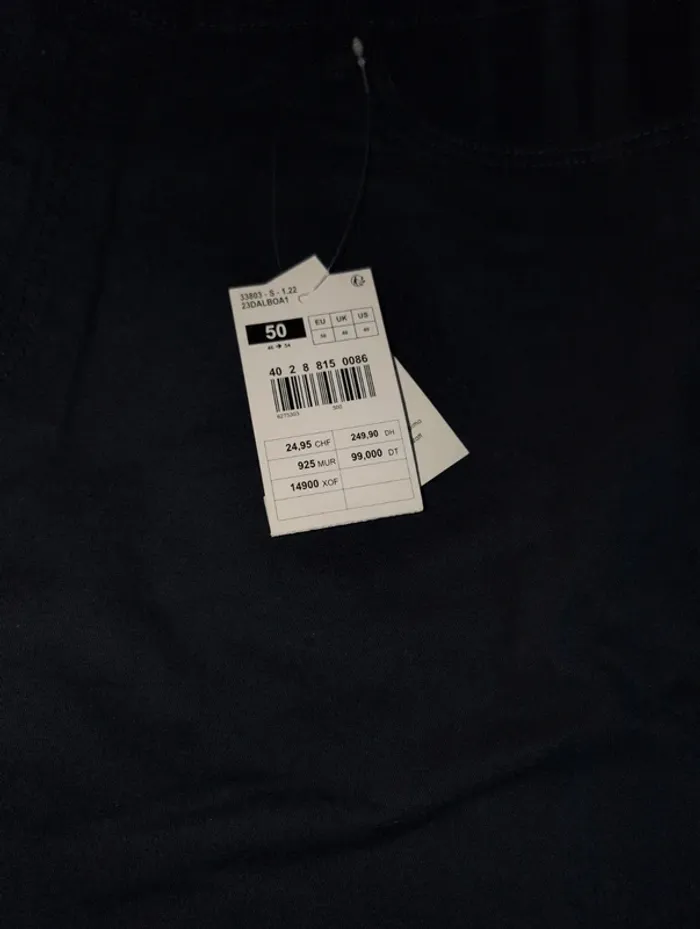 33803 - S - 1.22
23DALBOA1
50
EU UK US
40 2 8 815 0086
24,95 CHF 249,90 DH
925 MUR 99,000 DT
14900 XOF